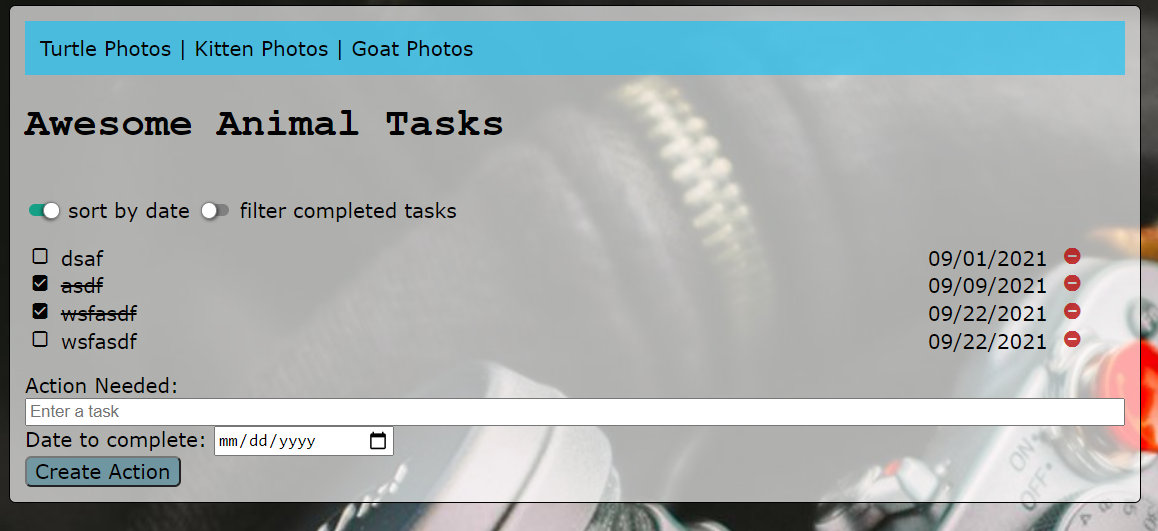 Turtle Photos | Kitten Photos | Goat Photos
Awesome Animal Tasks
sort by date filter completed tasks
dsaf 09/01/2021
asdf 09/09/2021
wsfasdf 09/22/2021
wsfasdf 09/22/2021
Action Needed:
Enter a task
Date to complete: mm/dd/yyyy
Create Action
ON
OFF